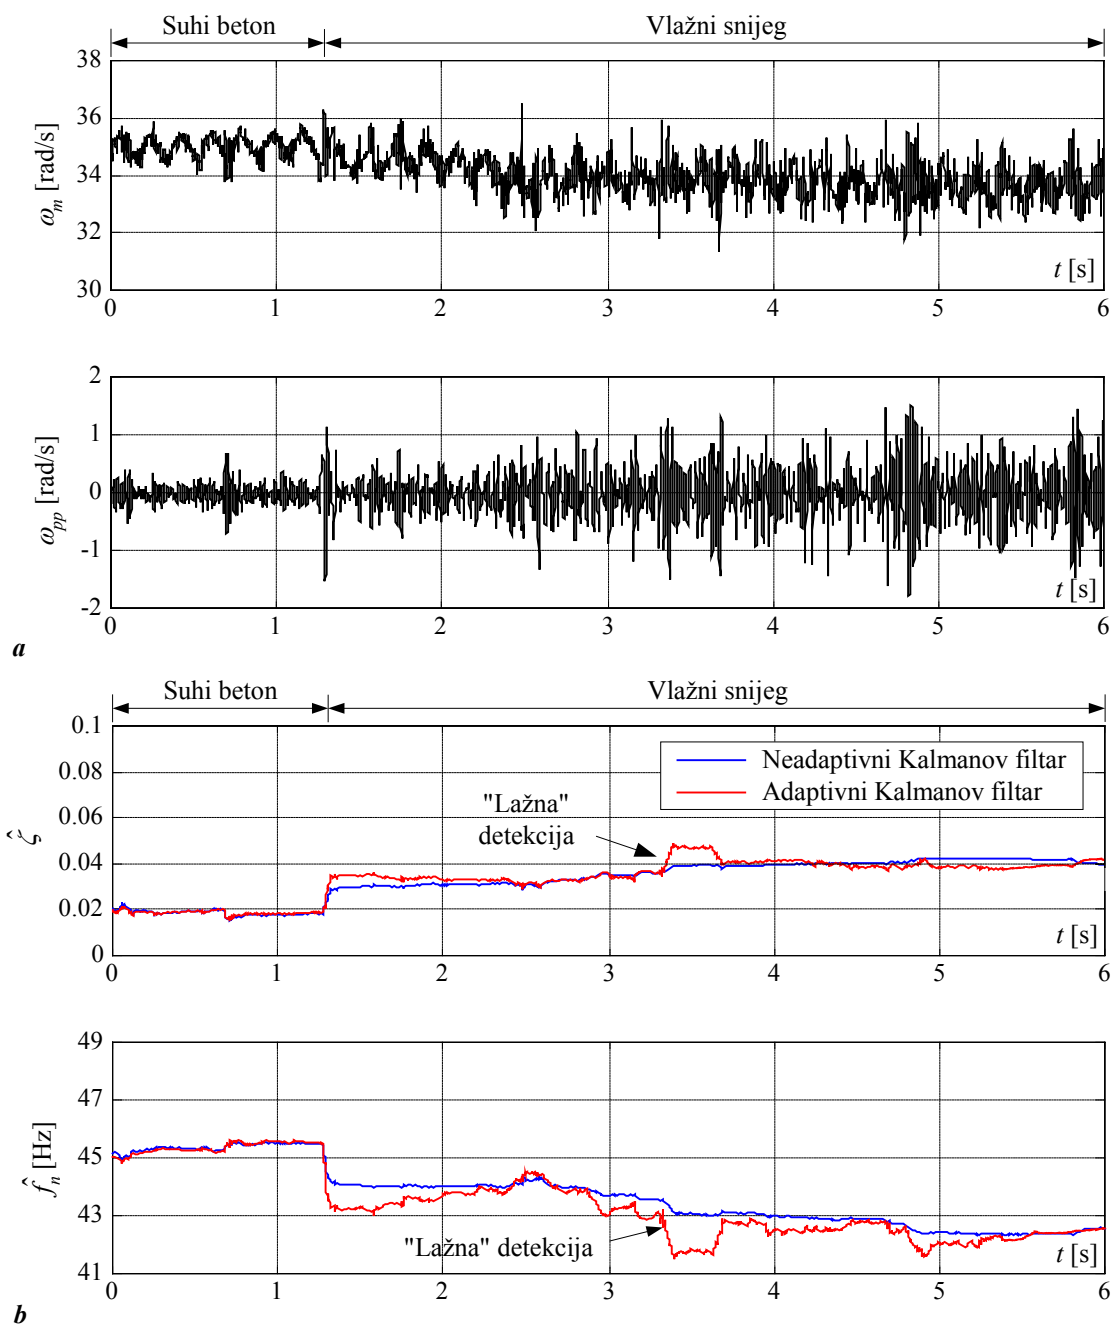 Suhi beton Vlažni snijeg
38
36
34
32
30
ω_m [rad/s]
t [s]
0 1 2 3 4 5 6
2
1
0
-1
-2
ω_pp [rad/s]
t [s]
0 1 2 3 4 5 6
a
Suhi beton Vlažni snijeg
0.1
0.08
0.06
0.04
0.02
0
ζ̂
Neadaptivni Kalmanov filtar
Adaptivni Kalmanov filtar
"Lažna"
detekcija
t [s]
0 1 2 3 4 5 6
49
47
45
43
41
f̂_n [Hz]
"Lažna" detekcija
t [s]
0 1 2 3 4 5 6
b